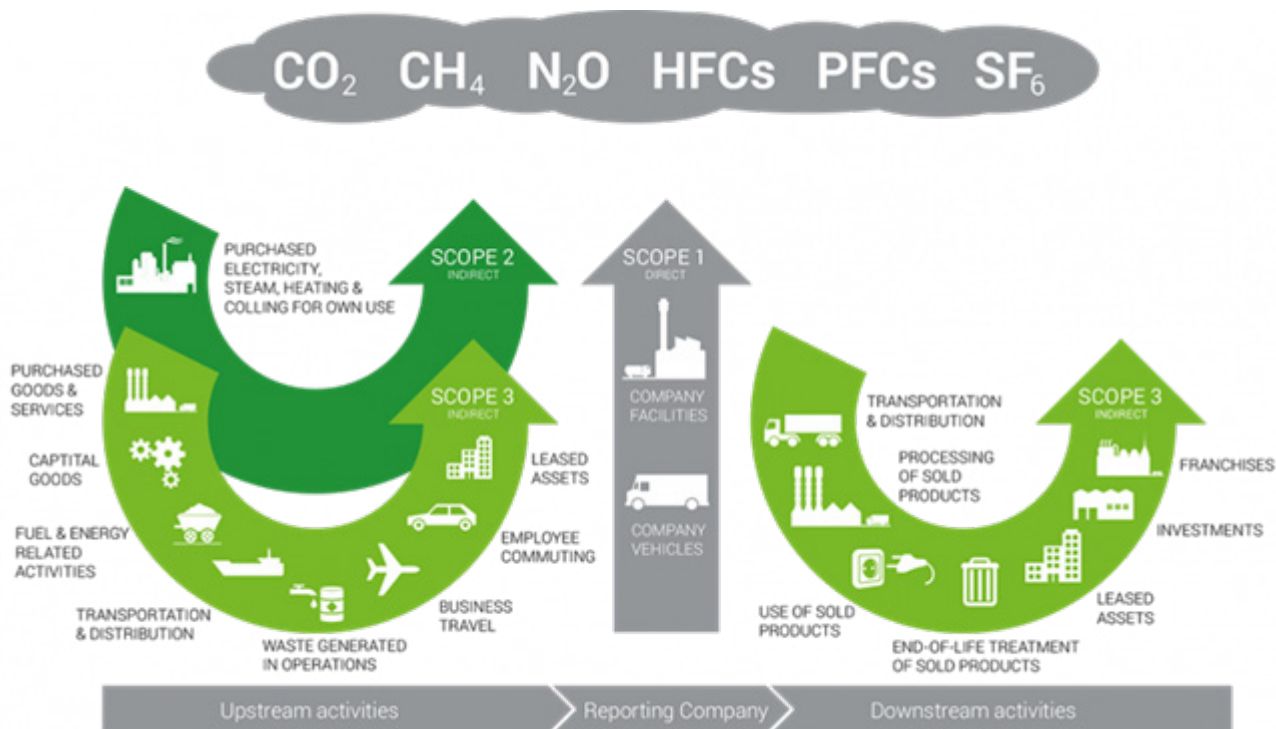 CO₂ CH₄ N₂O HFCs PFCs SF₆
PURCHASED
ELECTRICITY,
STEAM, HEATING &
COLLING FOR OWN USE
SCOPE 2
INDIRECT
SCOPE 1
DIRECT
COMPANY
FACILITIES
COMPANY
VEHICLES
PURCHASED
GOODS &
SERVICES
CAPTITAL
GOODS
FUEL & ENERGY
RELATED
ACTIVITIES
TRANSPORTATION
& DISTRIBUTION
WASTE GENERATED
IN OPERATIONS
BUSINESS
TRAVEL
EMPLOYEE
COMMUTING
LEASED
ASSETS
SCOPE 3
INDIRECT
TRANSPORTATION
& DISTRIBUTION
PROCESSING
OF SOLD
PRODUCTS
USE OF SOLD
PRODUCTS
END-OF-LIFE TREATMENT
OF SOLD PRODUCTS
LEASED
ASSETS
INVESTMENTS
FRANCHISES
SCOPE 3
INDIRECT
Upstream activities
Reporting Company
Downstream activities